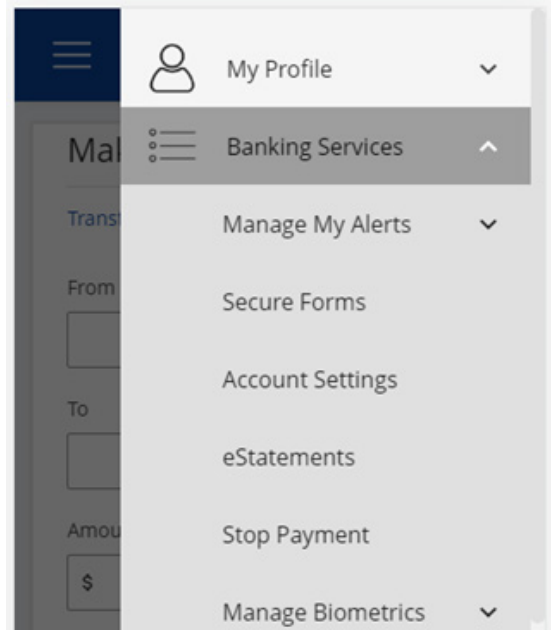 My Profile
Banking Services
Mal
Manage My Alerts
Trans
From
Secure Forms
Account Settings
To
eStatements
Amou
Stop Payment
$
Manage Biometrics